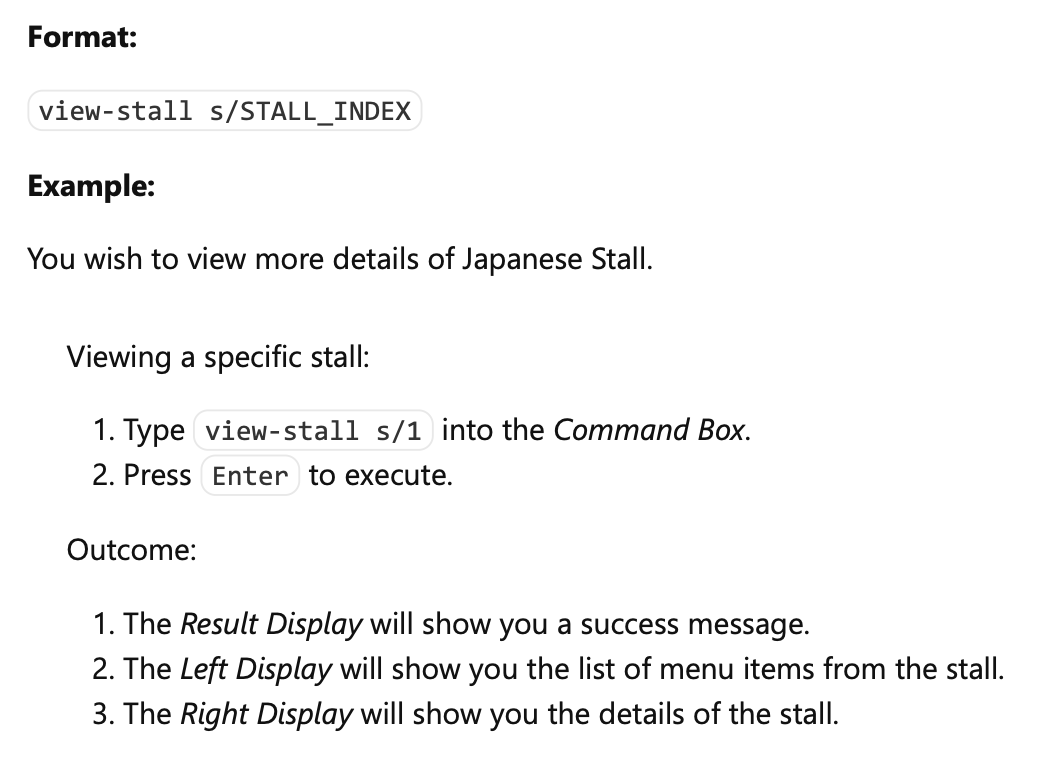 Format:
view-stall s/STALL_INDEX
Example:
You wish to view more details of Japanese Stall.
Viewing a specific stall:
1. Type view-stall s/1 into the Command Box.
2. Press Enter to execute.
Outcome:
1. The Result Display will show you a success message.
2. The Left Display will show you the list of menu items from the stall.
3. The Right Display will show you the details of the stall.